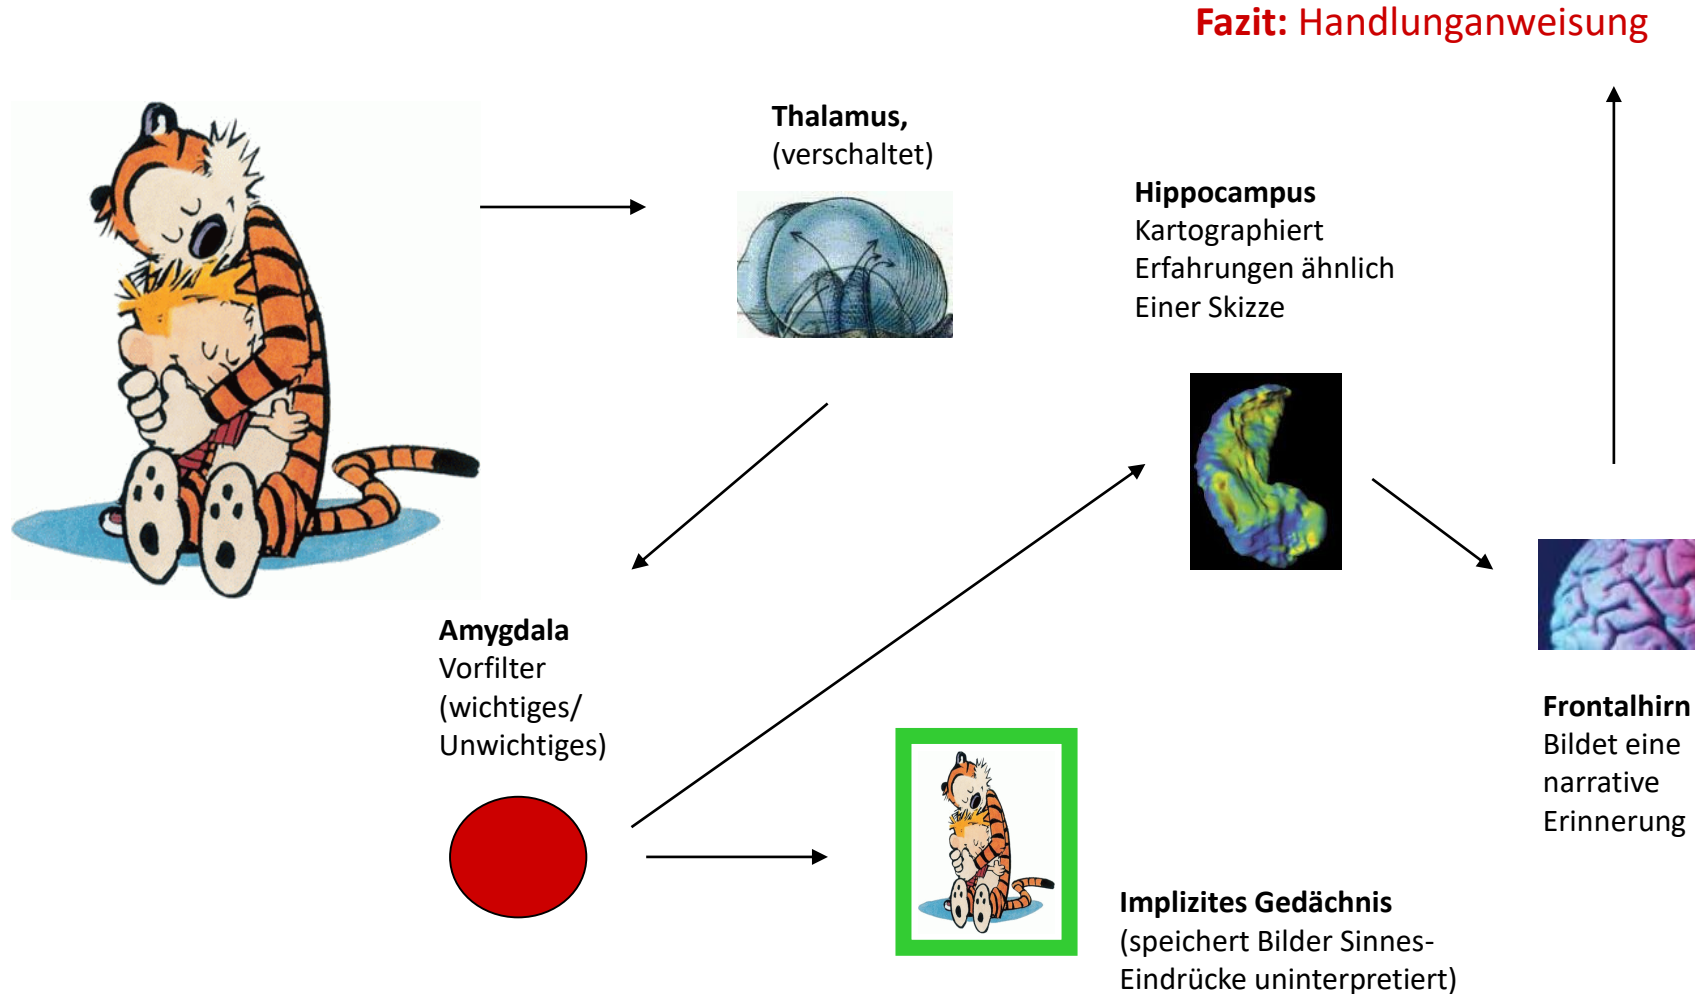 Fazit: Handlunganweisung
Thalamus,
(verschaltet)
Hippocampus
Kartographiert
Erfahrungen ähnlich
Einer Skizze
Amygdala
Vorfilter
(wichtiges/
Unwichtiges)
Frontalhirn
Bildet eine
narrative
Erinnerung
Implizites Gedächnis
(speichert Bilder Sinnes-
Eindrücke uninterpretiert)